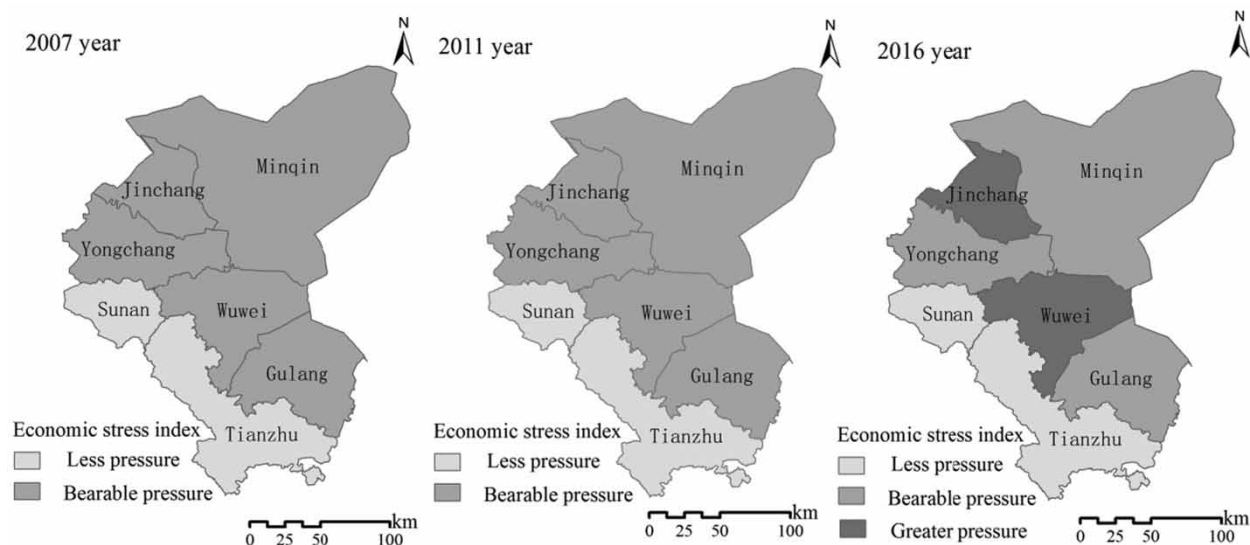 2007 year
N
Minqin
Jinchang
Yongchang
Sunan
Wuwei
Gulang
Tianzhu
Economic stress index
Less pressure
Bearable pressure
km
0 25 50 100
2011 year
N
Minqin
Jinchang
Yongchang
Sunan
Wuwei
Gulang
Tianzhu
Economic stress index
Less pressure
Bearable pressure
km
0 25 50 100
2016 year
N
Minqin
Jinchang
Yongchang
Sunan
Wuwei
Gulang
Tianzhu
Economic stress index
Less pressure
Bearable pressure
Greater pressure
km
0 25 50 100